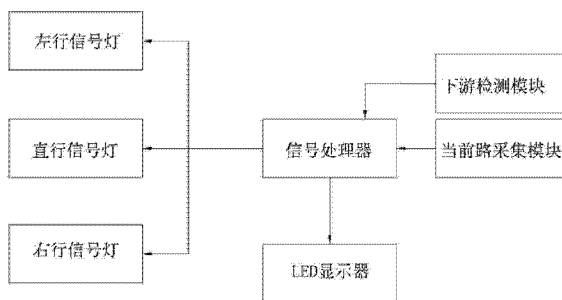 左行信号灯
下游检测模块
直行信号灯
信号处理器
当前路采集模块
右行信号灯
LED显示器